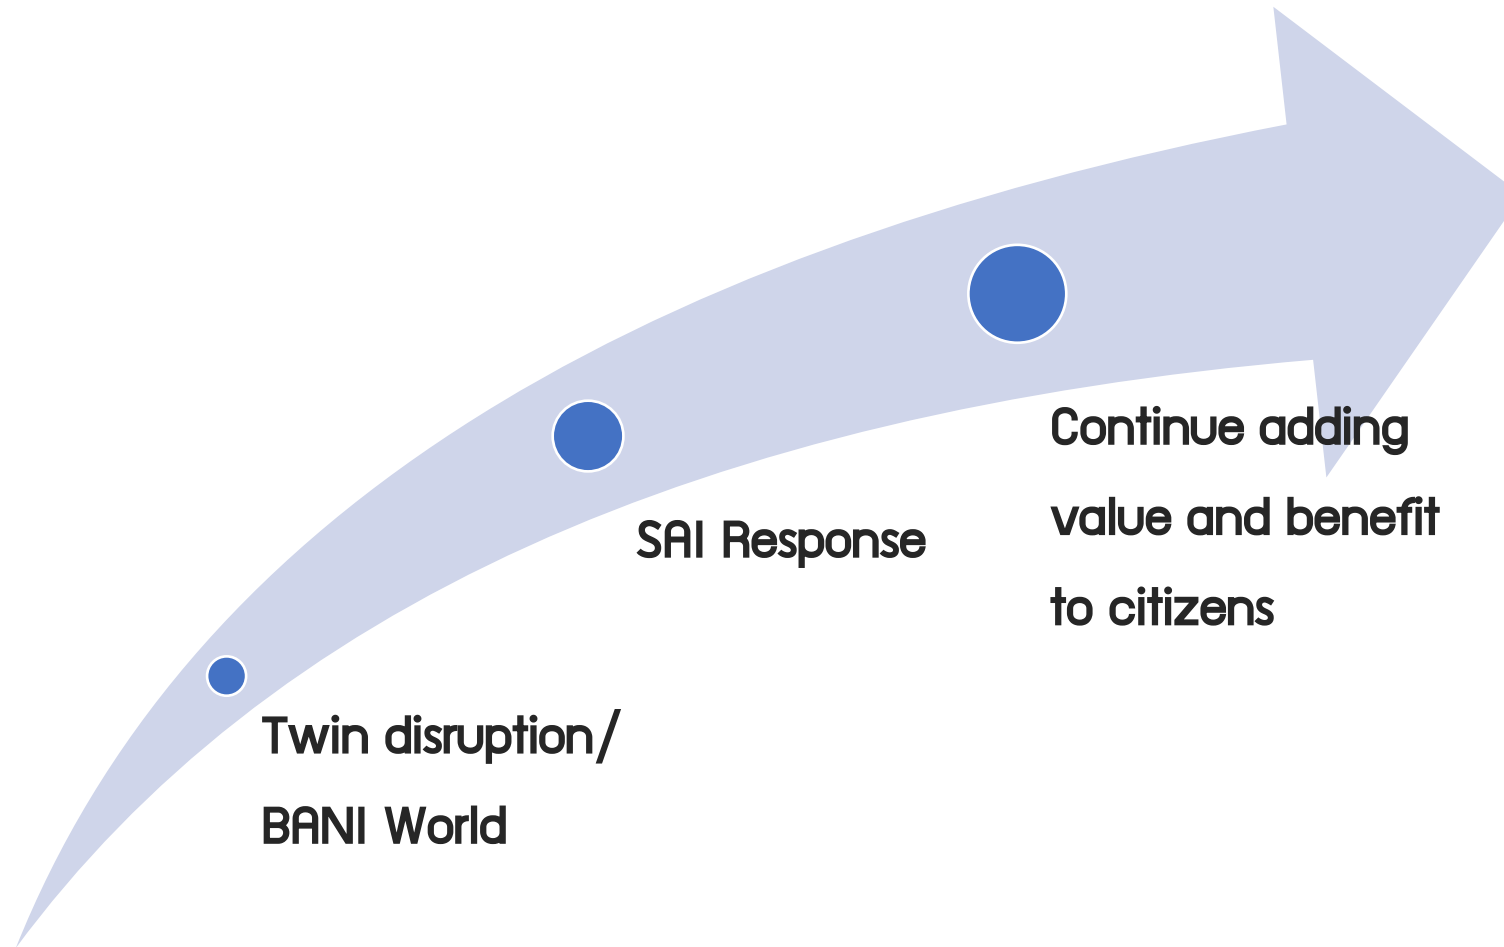 Twin disruption/
BANI World
SAI Response
Continue adding
value and benefit
to citizens